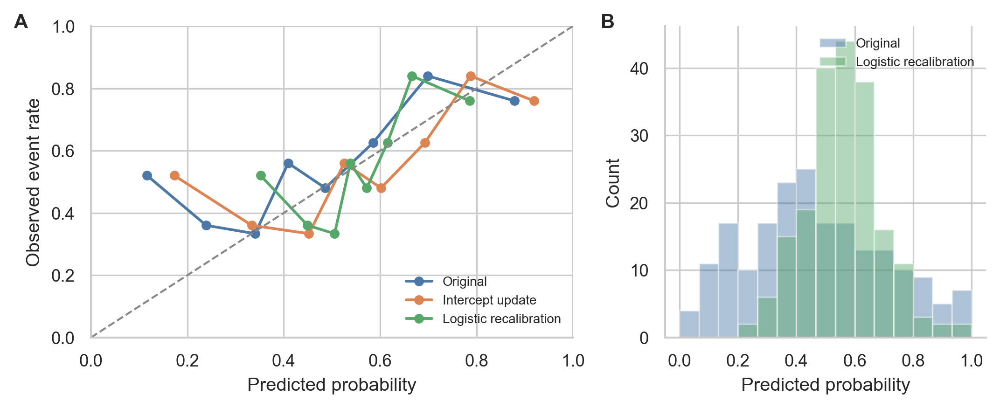 A
1.0
0.8
0.6
0.4
0.2
0.0
Observed event rate
Original
Intercept update
Logistic recalibration
0.0 0.2 0.4 0.6 0.8 1.0
Predicted probability
B
Original
Logistic recalibration
40
30
20
10
0
Count
0.0 0.2 0.4 0.6 0.8 1.0
Predicted probability